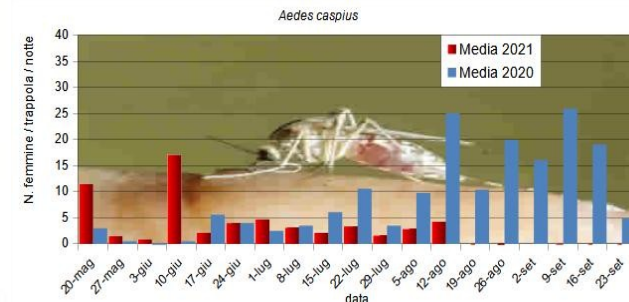 Aedes caspius
N. femmine / trappola / notte
40
35
30
25
20
15
10
5
0
Media 2021
Media 2020
20-mag
27-mag
3-giu
10-giu
17-giu
24-giu
1-lug
8-lug
15-lug
22-lug
29-lug
5-ago
12-ago
19-ago
26-ago
2-set
9-set
16-set
23-set
data